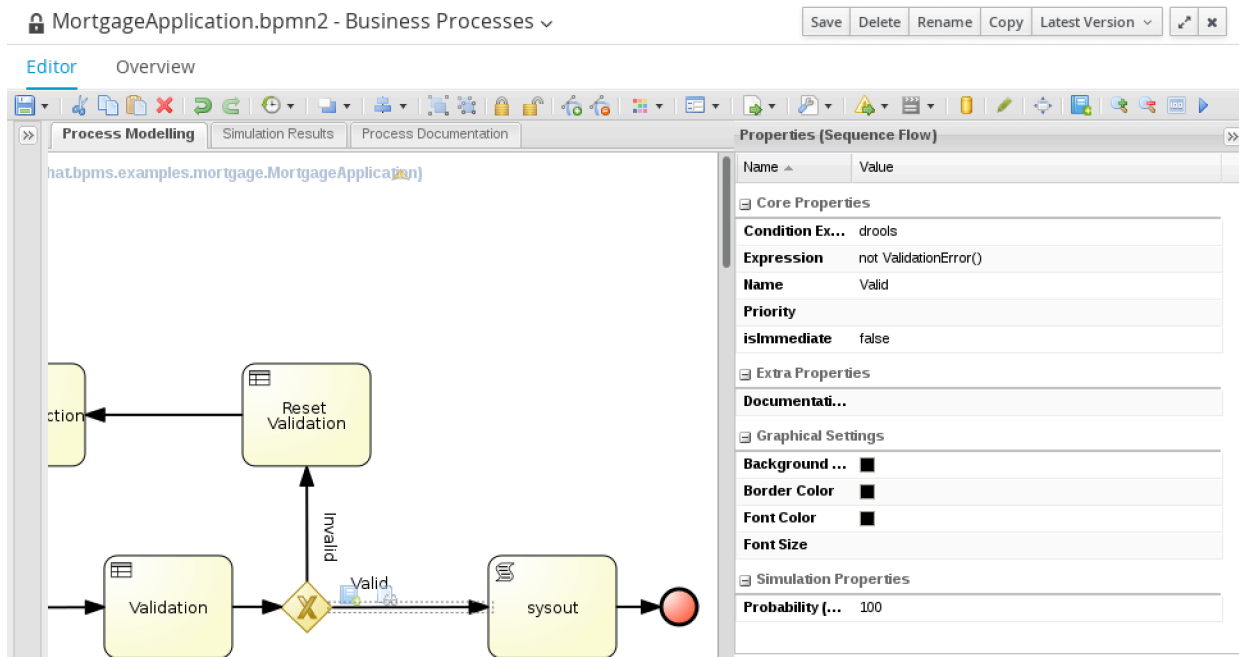 MortgageApplication.bpmn2 - Business Processes
Save Delete Rename Copy Latest Version
Editor Overview
Process Modelling Simulation Results Process Documentation
Properties (Sequence Flow)
hat.bpms.examples.mortgage.MortgageApplication)
Name Value
Core Properties
Condition Ex... drools
Expression not ValidationError()
Name Valid
Priority
isImmediate false
Extra Properties
Documentati...
Graphical Settings
Background ...
Border Color
Font Color
Font Size
Simulation Properties
Probability (... 100
ction
Reset
Validation
Invalid
Valid
Validation
X
sysout